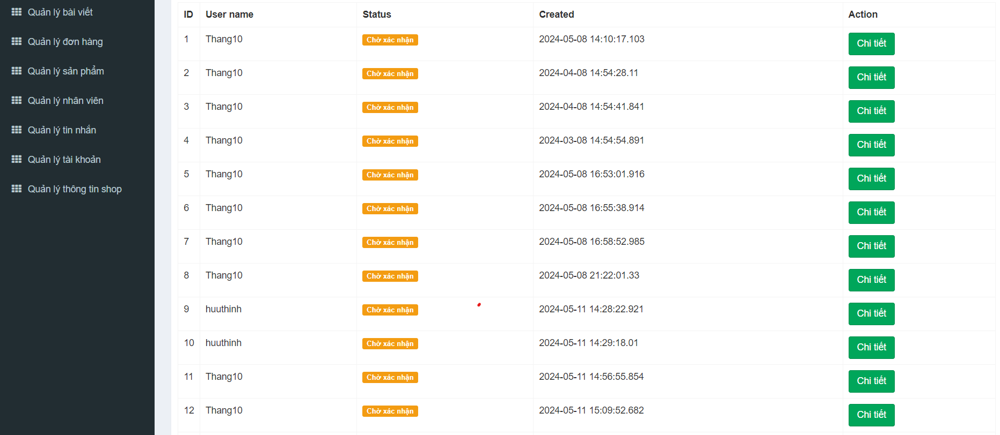 Quản lý bài viết
Quản lý đơn hàng
Quản lý sản phẩm
Quản lý nhân viên
Quản lý tin nhắn
Quản lý tài khoản
Quản lý thông tin shop
ID User name Status Created Action
1 Thang10 Chờ xác nhận 2024-05-08 14:10:17.103 Chi tiết
2 Thang10 Chờ xác nhận 2024-04-08 14:54:28.11 Chi tiết
3 Thang10 Chờ xác nhận 2024-04-08 14:54:41.841 Chi tiết
4 Thang10 Chờ xác nhận 2024-03-08 14:54:54.891 Chi tiết
5 Thang10 Chờ xác nhận 2024-05-08 16:53:01.916 Chi tiết
6 Thang10 Chờ xác nhận 2024-05-08 16:55:38.914 Chi tiết
7 Thang10 Chờ xác nhận 2024-05-08 16:58:52.985 Chi tiết
8 Thang10 Chờ xác nhận 2024-05-08 21:22:01.33 Chi tiết
9 huuthinh Chờ xác nhận 2024-05-11 14:28:22.921 Chi tiết
10 huuthinh Chờ xác nhận 2024-05-11 14:29:18.01 Chi tiết
11 Thang10 Chờ xác nhận 2024-05-11 14:56:55.854 Chi tiết
12 Thang10 Chờ xác nhận 2024-05-11 15:09:52.682 Chi tiết